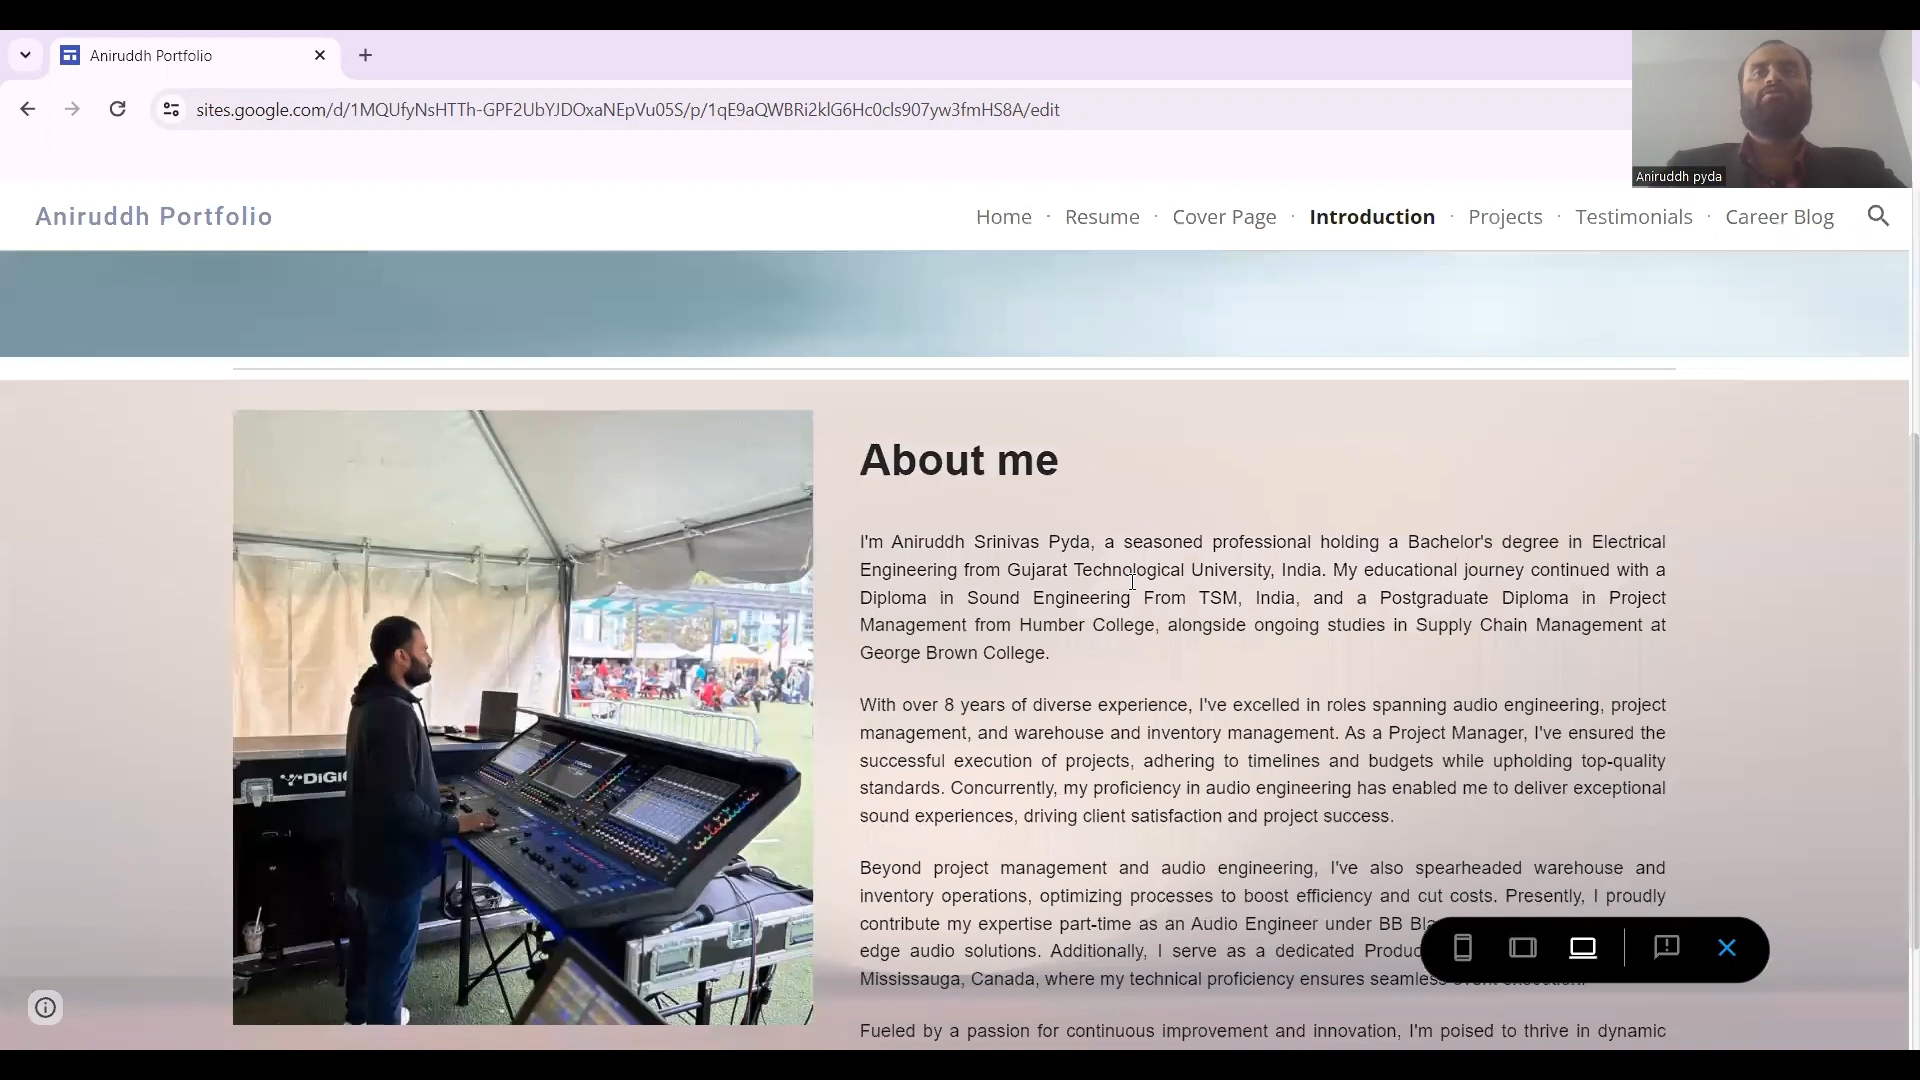 Aniruddh Portfolio
sites.google.com/d/1MQUfyNsHTTh-GPF2UbYJDOxaNEpVu05S/p/1qE9aQWBRi2klG6Hc0cls907yw3fmHS8A/edit
Aniruddh pyda
Aniruddh Portfolio
Home · Resume · Cover Page · Introduction · Projects · Testimonials · Career Blog
About me
I'm Aniruddh Srinivas Pyda, a seasoned professional holding a Bachelor's degree in Electrical
Engineering from Gujarat Technological University, India. My educational journey continued with a
Diploma in Sound Engineering From TSM, India, and a Postgraduate Diploma in Project
Management from Humber College, alongside ongoing studies in Supply Chain Management at
George Brown College.
With over 8 years of diverse experience, I've excelled in roles spanning audio engineering, project
management, and warehouse and inventory management. As a Project Manager, I've ensured the
successful execution of projects, adhering to timelines and budgets while upholding top-quality
standards. Concurrently, my proficiency in audio engineering has enabled me to deliver exceptional
sound experiences, driving client satisfaction and project success.
Beyond project management and audio engineering, I've also spearheaded warehouse and
inventory operations, optimizing processes to boost efficiency and cut costs. Presently, I proudly
contribute my expertise part-time as an Audio Engineer under BB
edge audio solutions. Additionally, I serve as a dedicated
Mississauga, Canada, where my technical proficiency ensures seamless
Fueled by a passion for continuous improvement and innovation, I'm poised to thrive in dynamic